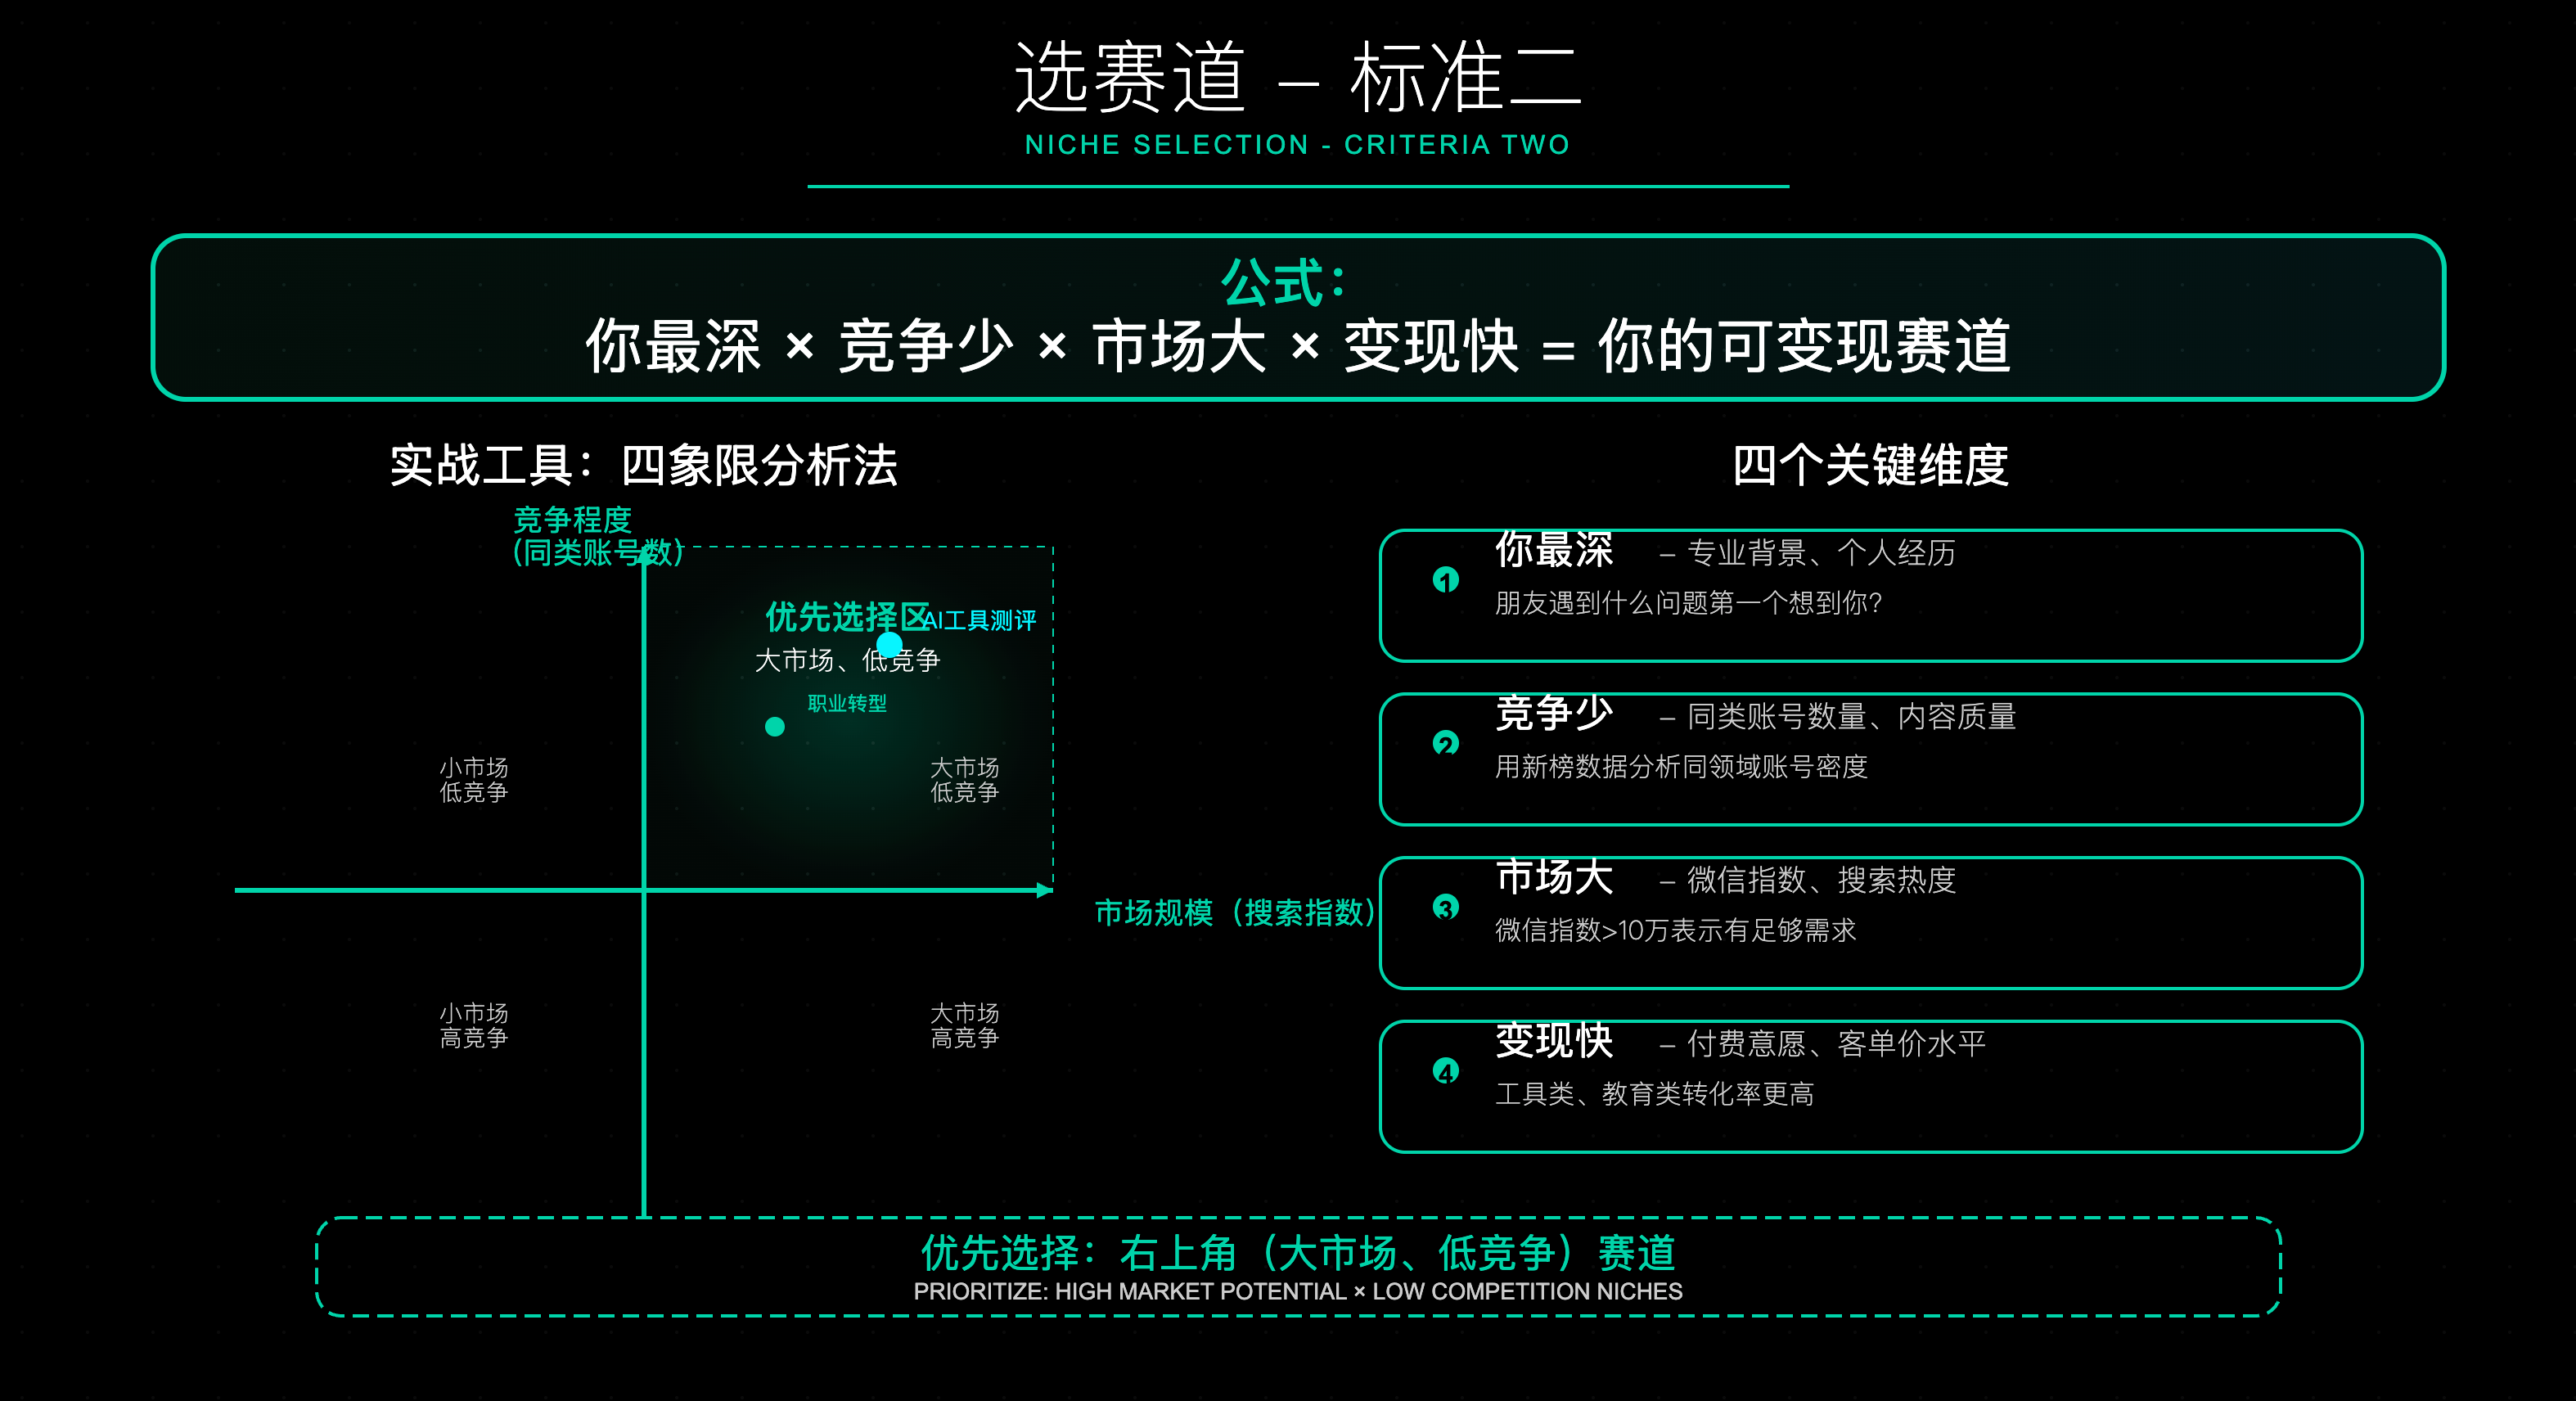 选赛道 – 标准二
NICHE SELECTION - CRITERIA TWO
公式：
你最深 × 竞争少 × 市场大 × 变现快 = 你的可变现赛道
实战工具：四象限分析法
竞争程度
(同类账号数)
优先选择区
AI工具测评
大市场、低竞争
职业转型
小市场
低竞争
大市场
低竞争
市场规模（搜索指数）
小市场
高竞争
大市场
高竞争
四个关键维度
1
你最深 – 专业背景、个人经历
朋友遇到什么问题第一个想到你？
2
竞争少 – 同类账号数量、内容质量
用新榜数据分析同领域账号密度
3
市场大 – 微信指数、搜索热度
微信指数>10万表示有足够需求
4
变现快 – 付费意愿、客单价水平
工具类、教育类转化率更高
优先选择：右上角（大市场、低竞争）赛道
PRIORITIZE: HIGH MARKET POTENTIAL × LOW COMPETITION NICHES